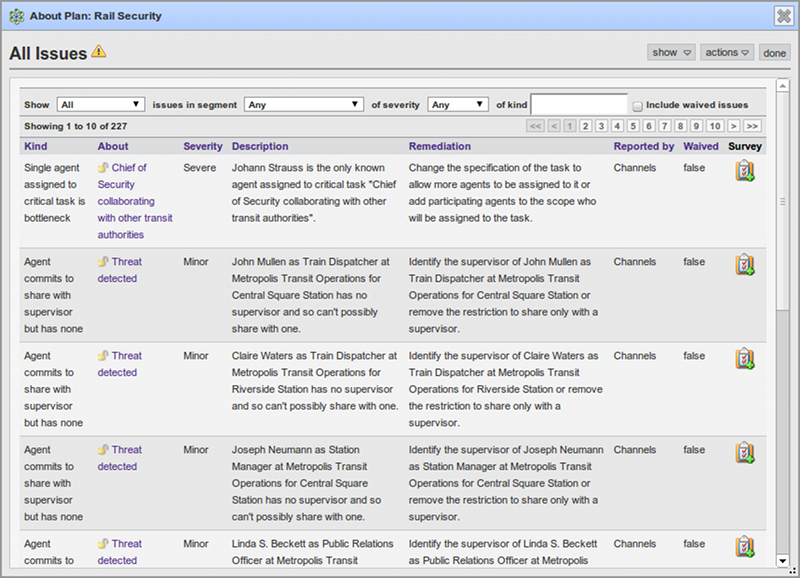 About Plan: Rail Security
All Issues
show actions done
Show All issues in segment Any of severity Any of kind Include waived issues
Showing 1 to 10 of 227 << < 1 2 3 4 5 6 7 8 9 10 > >>
Kind About Severity Description Remediation Reported by Waived Survey
Single agent Chief of Severe Johann Strauss is the only known Change the specification of the task to Channels false
assigned to Security agent assigned to critical task "Chief allow more agents to be assigned to it or
critical task is collaborating of Security collaborating with other add participating agents to the scope who
bottleneck with other transit transit authorities". will be assigned to the task.
authorities
Agent Threat Minor John Mullen as Train Dispatcher at Identify the supervisor of John Mullen as Channels false
commits to detected Metropolis Transit Operations for Train Dispatcher at Metropolis Transit
share with Central Square Station has no Operations for Central Square Station or
supervisor supervisor and so can't possibly remove the restriction to share only with a
but has none share with one. supervisor.
Agent Threat Minor Claire Waters as Train Dispatcher at Identify the supervisor of Claire Waters as Channels false
commits to detected Metropolis Transit Operations for Train Dispatcher at Metropolis Transit
share with Riverside Station has no supervisor Operations for Riverside Station or remove
supervisor and so can't possibly share with one. the restriction to share only with a
but has none supervisor.
Agent Threat Minor Joseph Neumann as Station Identify the supervisor of Joseph Neumann Channels false
commits to detected Manager at Metropolis Transit as Station Manager at Metropolis Transit
share with Operations for Central Square Operations for Central Square Station or
supervisor Station has no supervisor and so remove the restriction to share only with a
but has none can't possibly share with one. supervisor.
Agent Threat Minor Linda S. Beckett as Public Relations Identify the supervisor of Linda S. Beckett Channels false
commits to detected Officer at Metropolis Transit as Public Relations Officer at Metropolis